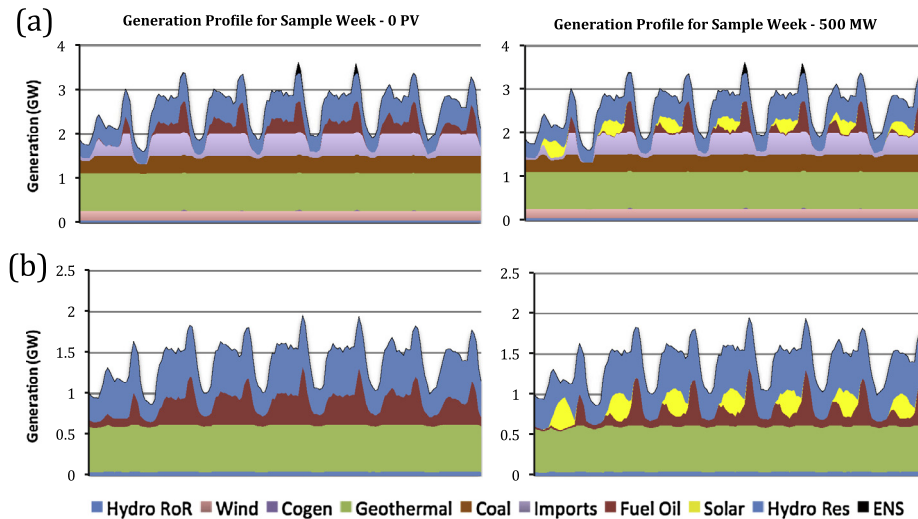 (a)
Generation Profile for Sample Week - 0 PV
Generation Profile for Sample Week - 500 MW
Generation (GW)
4
3
2
1
0
Generation (GW)
4
3
2
1
0
(b)
Generation (GW)
2.5
2
1.5
1
0.5
0
2.5
2
1.5
1
0.5
0
Hydro RoR Wind Cogen Geothermal Coal Imports Fuel Oil Solar Hydro Res ENS